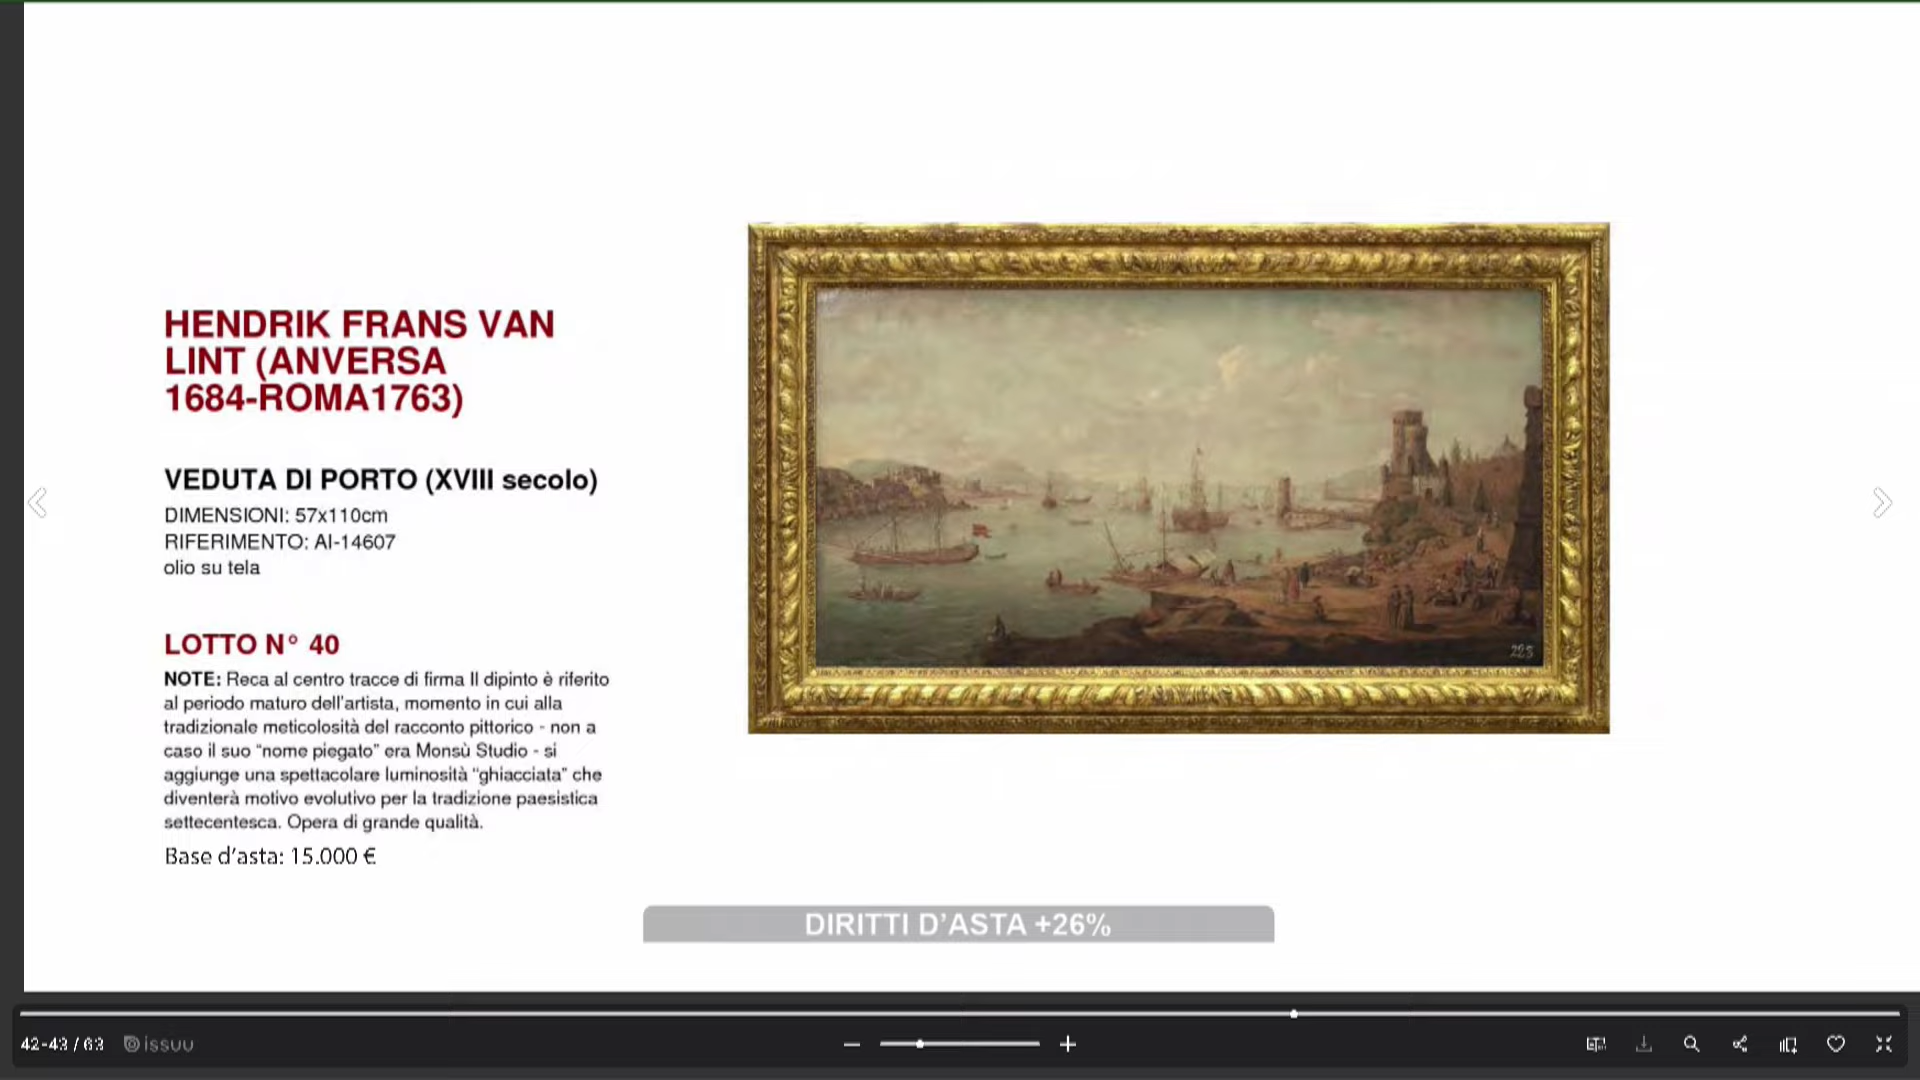 HENDRIK FRANS VAN
LINT (ANVERSA
1684-ROMA1763)
VEDUTA DI PORTO (XVIII secolo)
DIMENSIONI: 57x110cm
RIFERIMENTO: AI-14607
olio su tela
LOTTO N° 40
NOTE: Reca al centro tracce di firma Il dipinto è riferito
al periodo maturo dell'artista, momento in cui alla
tradizionale meticolosità del racconto pittorico - non a
caso il suo "nome piegato" era Monsù Studio - si
aggiunge una spettacolare luminosità "ghiacciata" che
diventerà motivo evolutivo per la tradizione paesistica
settecentesca. Opera di grande qualità.
Base d'asta: 15.000 €
223
DIRITTI D'ASTA +26%
42-43 / 63 issuu